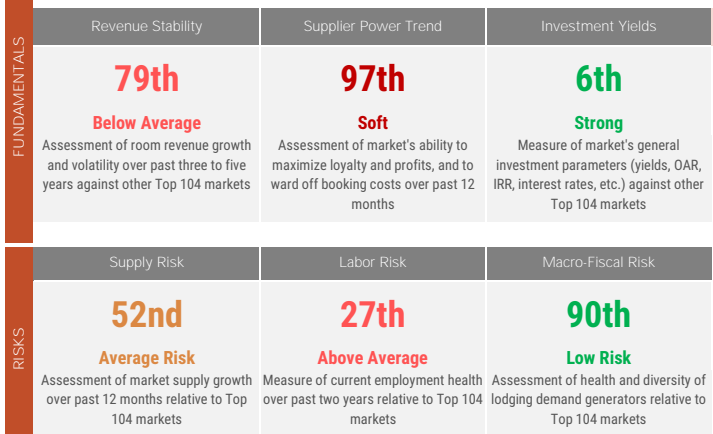 FUNDAMENTALS
Revenue Stability
79th
Below Average
Assessment of room revenue growth
and volatility over past three to five
years against other Top 104 markets
Supplier Power Trend
97th
Soft
Assessment of market's ability to
maximize loyalty and profits, and to
ward off booking costs over past 12
months
Investment Yields
6th
Strong
Measure of market's general
investment parameters (yields, OAR,
IRR, interest rates, etc.) against other
Top 104 markets
RISKS
Supply Risk
52nd
Average Risk
Assessment of market supply growth
over past 12 months relative to Top
104 markets
Labor Risk
27th
Above Average
Measure of current employment health
over past two years relative to Top 104
markets
Macro-Fiscal Risk
90th
Low Risk
Assessment of health and diversity of
lodging demand generators relative to
Top 104 markets